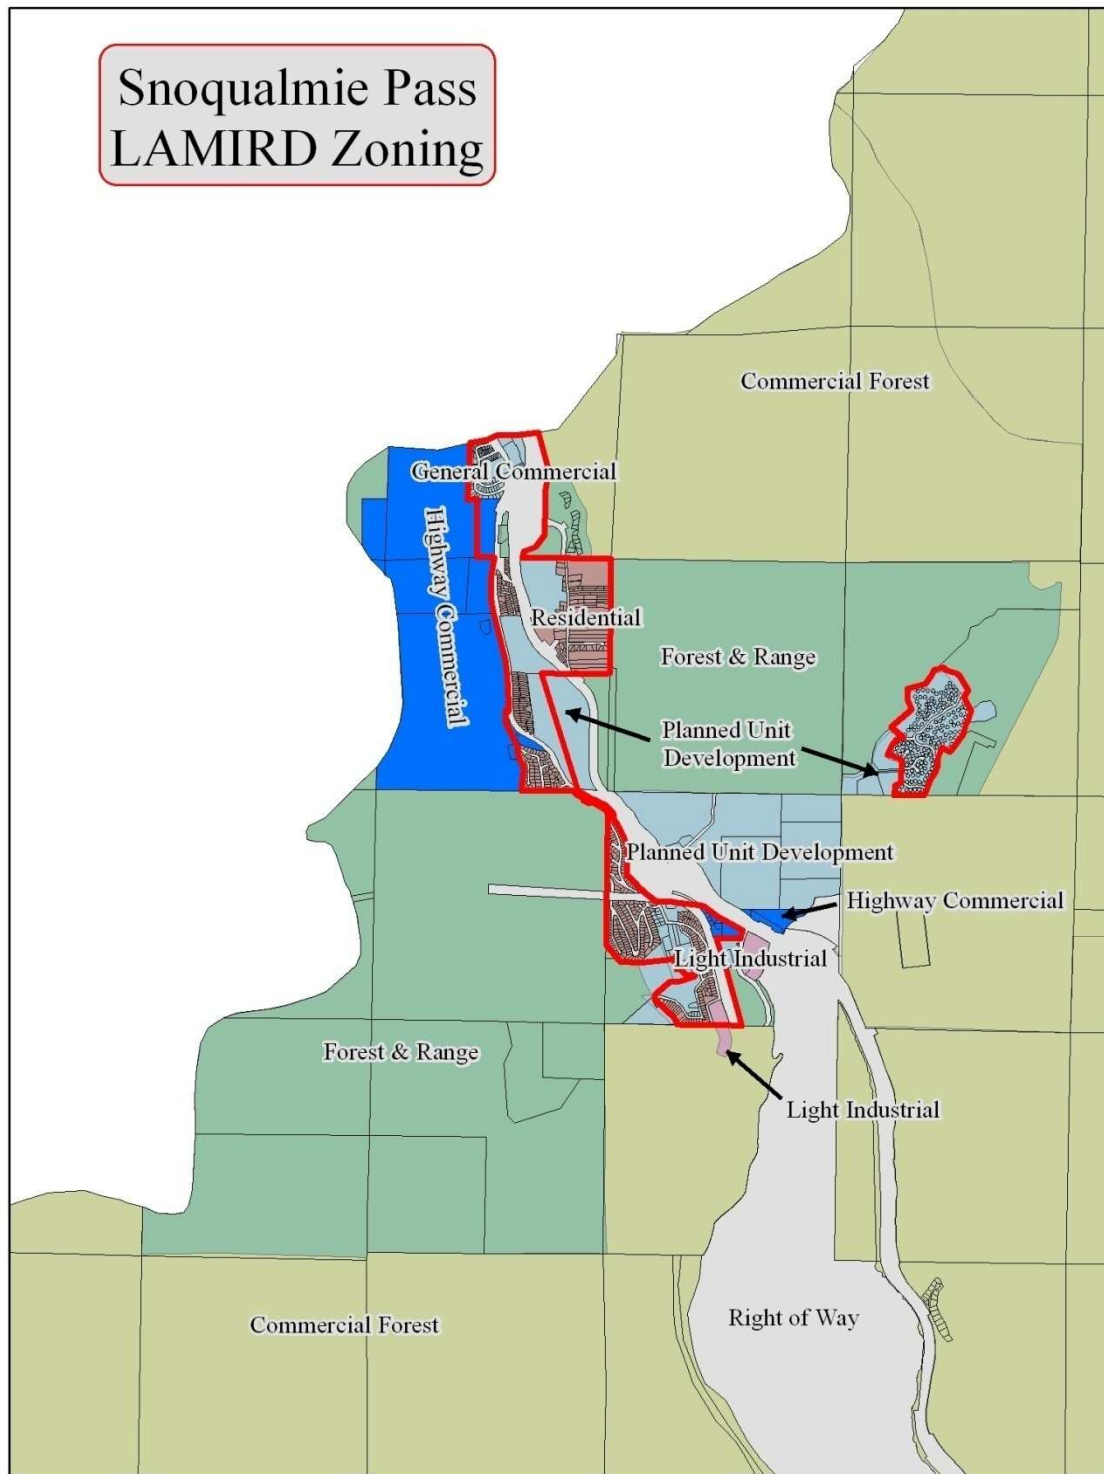 Snoqualmie Pass
LAMIRD Zoning
Commercial Forest
General Commercial
Highway Commercial
Residential
Forest & Range
Planned Unit
Development
Planned Unit Development
Highway Commercial
Light Industrial
Forest & Range
Light Industrial
Right of Way
Commercial Forest